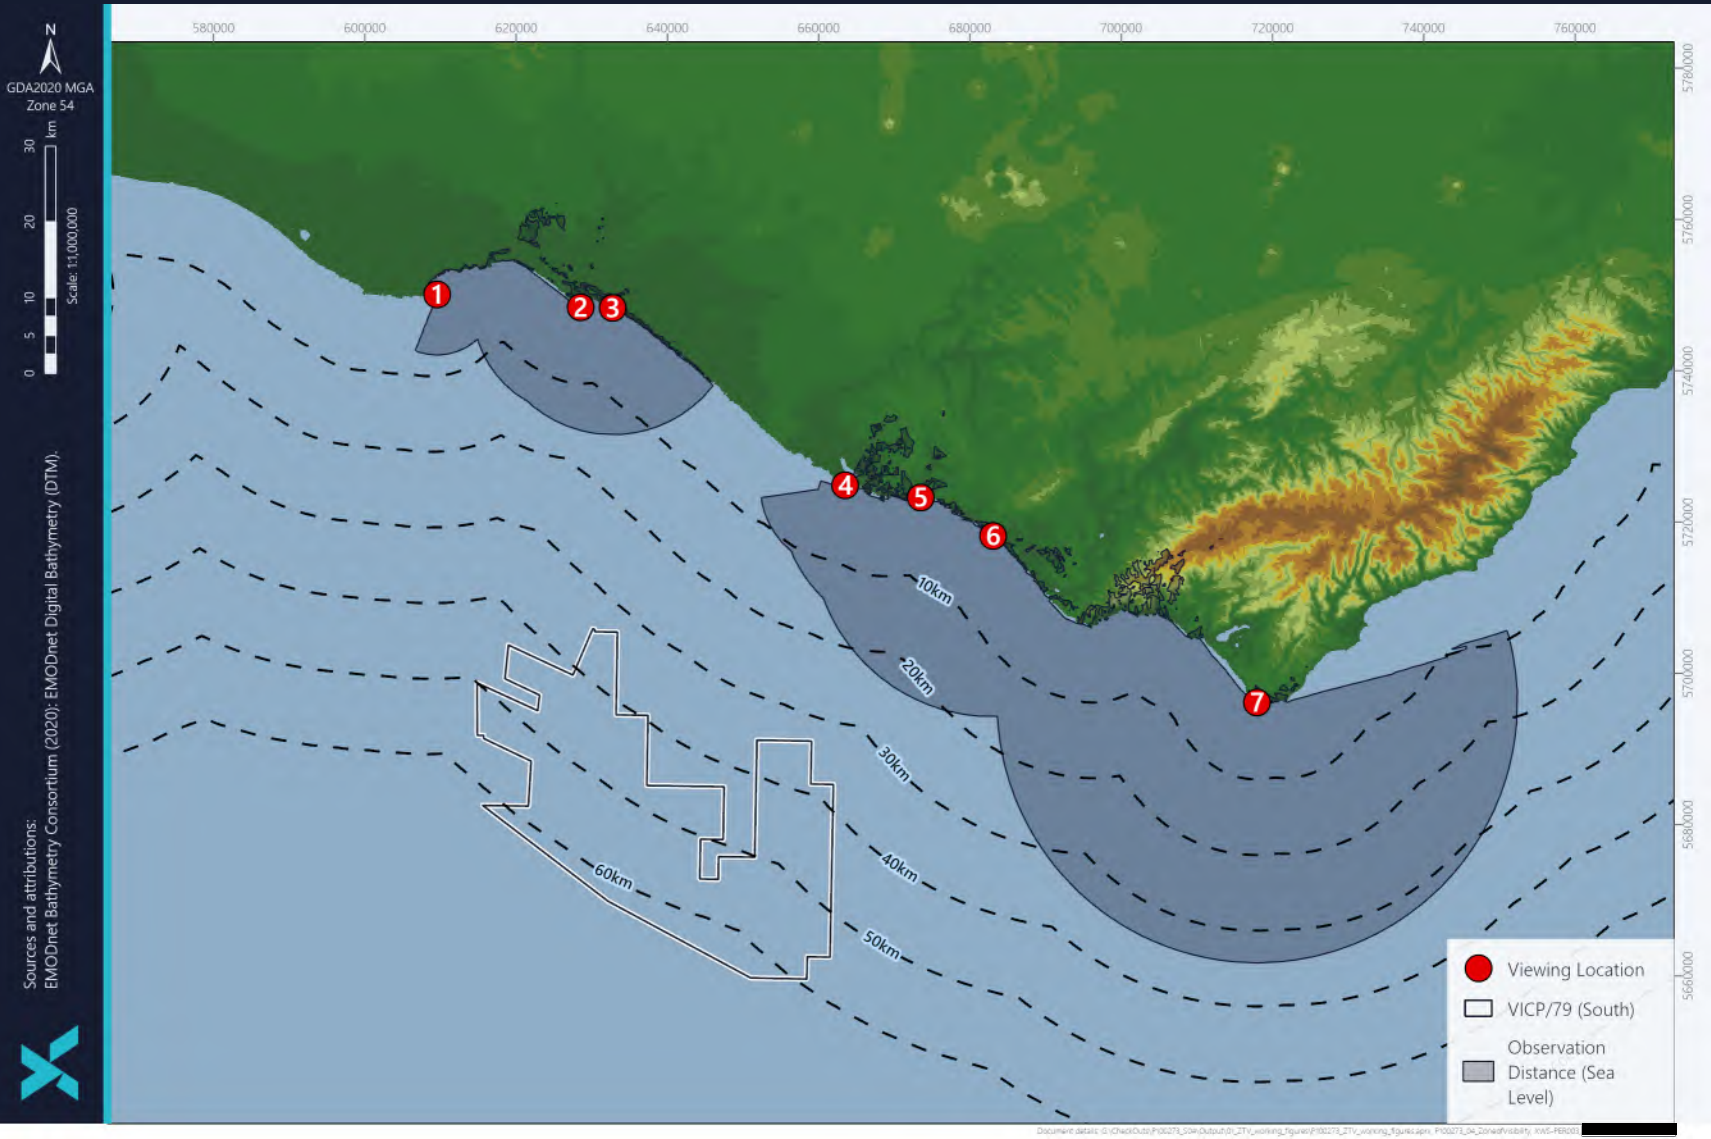 580000 600000 620000 640000 660000 680000 700000 720000 740000 760000
N
GDA2020 MGA
Zone 54
km
30
20
10
5
0
Scale: 1:1,000,000
Sources and attributions:
EMODnet Bathymetry Consortium (2020): EMODnet Digital Bathymetry (DTM).
5780000
5760000
5740000
5720000
5700000
5680000
5660000
1
2
3
4
5
6
7
10km
20km
30km
40km
50km
60km
Viewing Location
VICP/79 (South)
Observation
Distance (Sea
Level)
Document details: